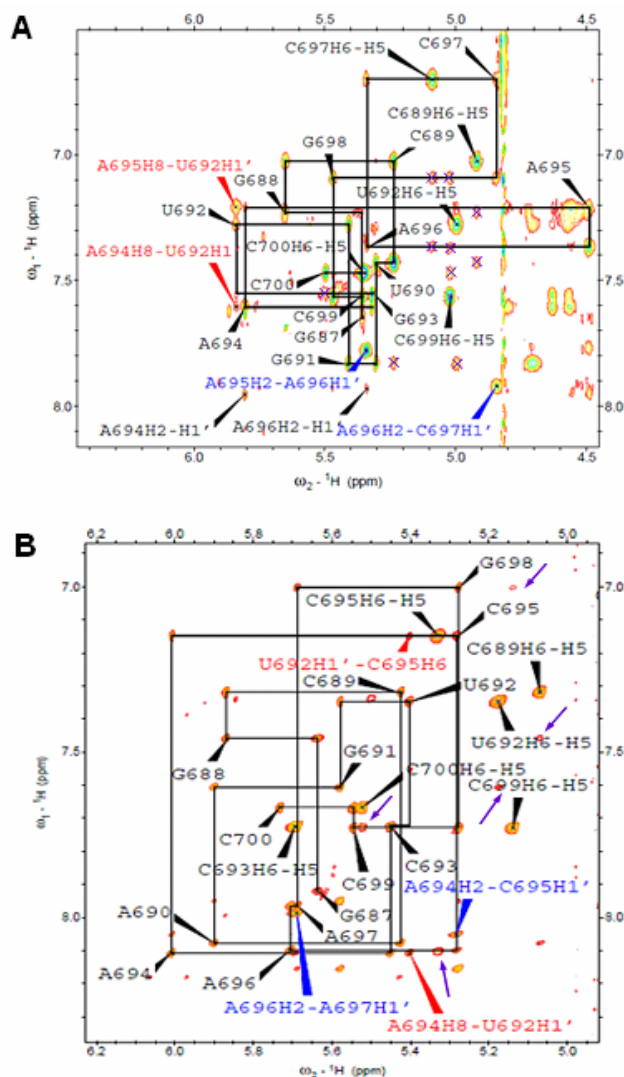 A
6.0 5.5 5.0 4.5
C697H6-H5
C697
7.0
C689H6-H5
G698
C689
A695H8-U692H1'
G688
A695
U692H6-H5
U692
A696
A694H8-U692H1
C700H6-H5
7.5
C700
U690
C699
G693
G687
C699H6-H5
A694
G691
A695H2-A696H1'
8.0
A694H2-H1'
A696H2-H1'
A696H2-C697H1'
ω₁ - ¹H (ppm)
6.0 5.5 5.0 4.5
ω₂ - ¹H (ppm)
B
6.2 6.0 5.8 5.6 5.4 5.2 5.0
7.0
G698
C695H6-H5
C695
U692H1'-C695H6
C689H6-H5
C689
U692
7.5
G691
U692H6-H5
G688
C700H6-H5
C699H6-H5
C700
C693H6-H5
C693
C699
A694H2-C695H1'
G687
A690
8.0
A697
A694
A696
A696H2-A697H1'
A694H8-U692H1'
ω₁ - ¹H (ppm)
6.2 6.0 5.8 5.6 5.4 5.2 5.0
ω₂ - ¹H (ppm)